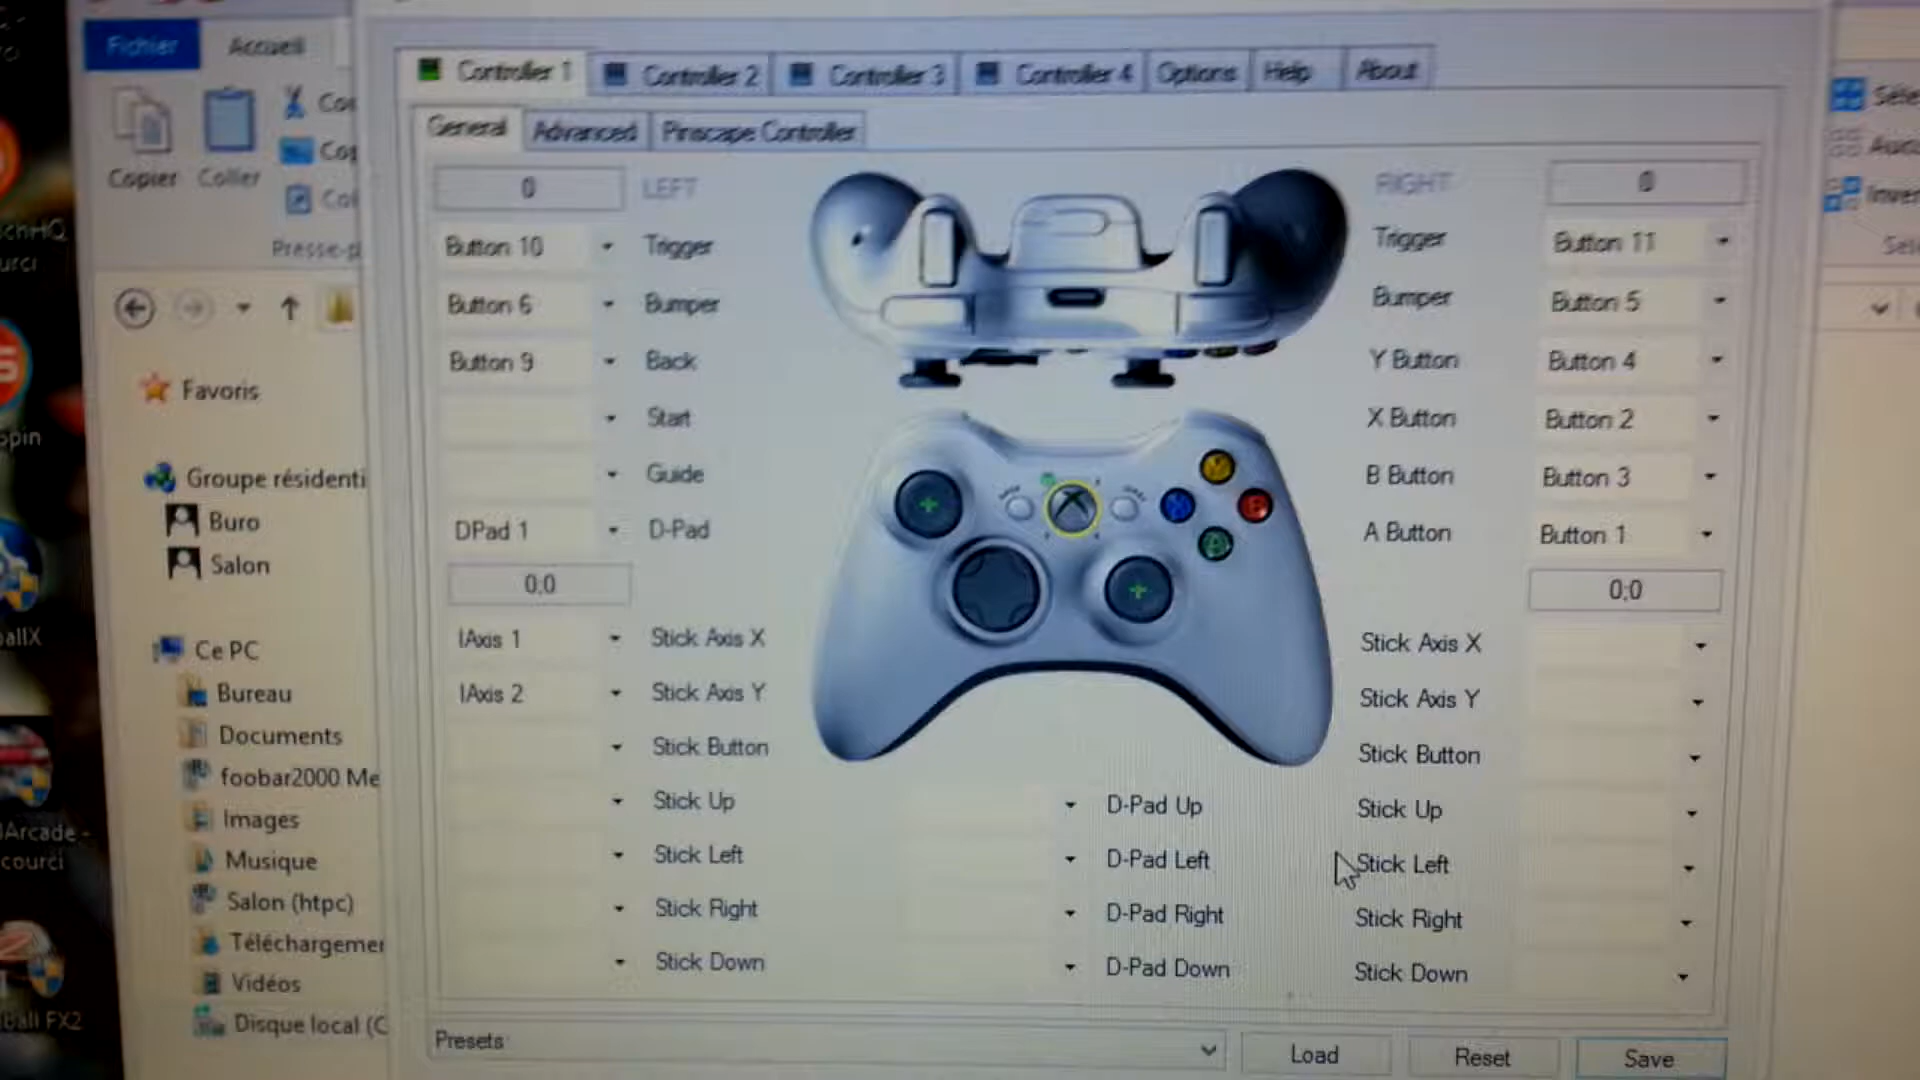 Fichier Accueil
Copier Coller
Favoris
Groupe résidenti
Buro
Salon
Ce PC
Bureau
Documents
foobar2000 Me
Images
Musique
Salon (htpc)
Téléchargemer
Vidéos
Disque local (C
Controller 1 Controller 2 Controller 3 Controller 4 Options Help About
General Advanced Pinscape Controller
0 LEFT
Button 10 Trigger
Button 6 Bumper
Button 9 Back
Start
Guide
DPad 1 D-Pad
0;0
IAxis 1 Stick Axis X
IAxis 2 Stick Axis Y
Stick Button
Stick Up
Stick Left
Stick Right
Stick Down
D-Pad Up
D-Pad Left
D-Pad Right
D-Pad Down
RIGHT 0
Trigger Button 11
Bumper Button 5
Y Button Button 4
X Button Button 2
B Button Button 3
A Button Button 1
0;0
Stick Axis X
Stick Axis Y
Stick Button
Stick Up
Stick Left
Stick Right
Stick Down
Presets:
Load Reset Save